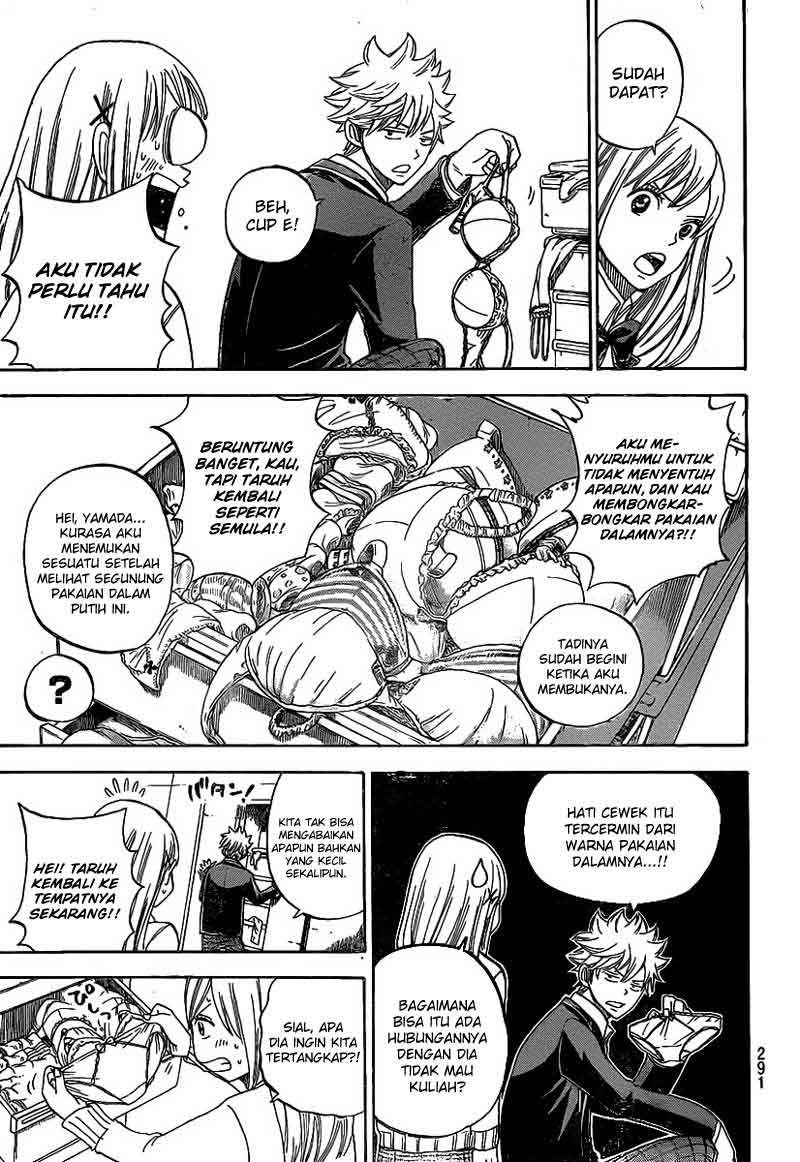 SUDAH
DAPAT?
BEH,
CUP E!
AKU TIDAK
PERLU TAHU
ITU!!
AKU ME-
NYURUHMU UNTUK
TIDAK MENYENTUH
APAPUN, DAN KAU
MEMBONGKAR-
BONGKAR PAKAIAN
DALAMNYA?!!
BERUNTUNG
BANGET, KAU,
TAPI TARUH
KEMBALI
SEPERTI
SEMULA!!
TADINYA
SUDAH BEGINI
KETIKA AKU
MEMBUKANYA.
HEI, YAMADA...
KURASA AKU
MENEMUKAN
SESUATU SETELAH
MELIHAT SEGUNUNG
PAKAIAN DALAM
PUTIH INI.
?
HATI CEWEK ITU
TERCERMIN DARI
WARNA PAKAIAN
DALAMNYA...!!
BAGAIMANA
BISA ITU ADA
HUBUNGANNYA
DENGAN DIA
TIDAK MAU
KULIAH?
KITA TAK BISA
MENGABAIKAN
APAPUN BAHKAN
YANG KECIL
SEKALIPUN.
バタン!
HEI! TARUH
KEMBALI KE
TEMPATNYA
SEKARANG!!
SIAL, APA
DIA INGIN KITA
TERTANGKAP?!
291